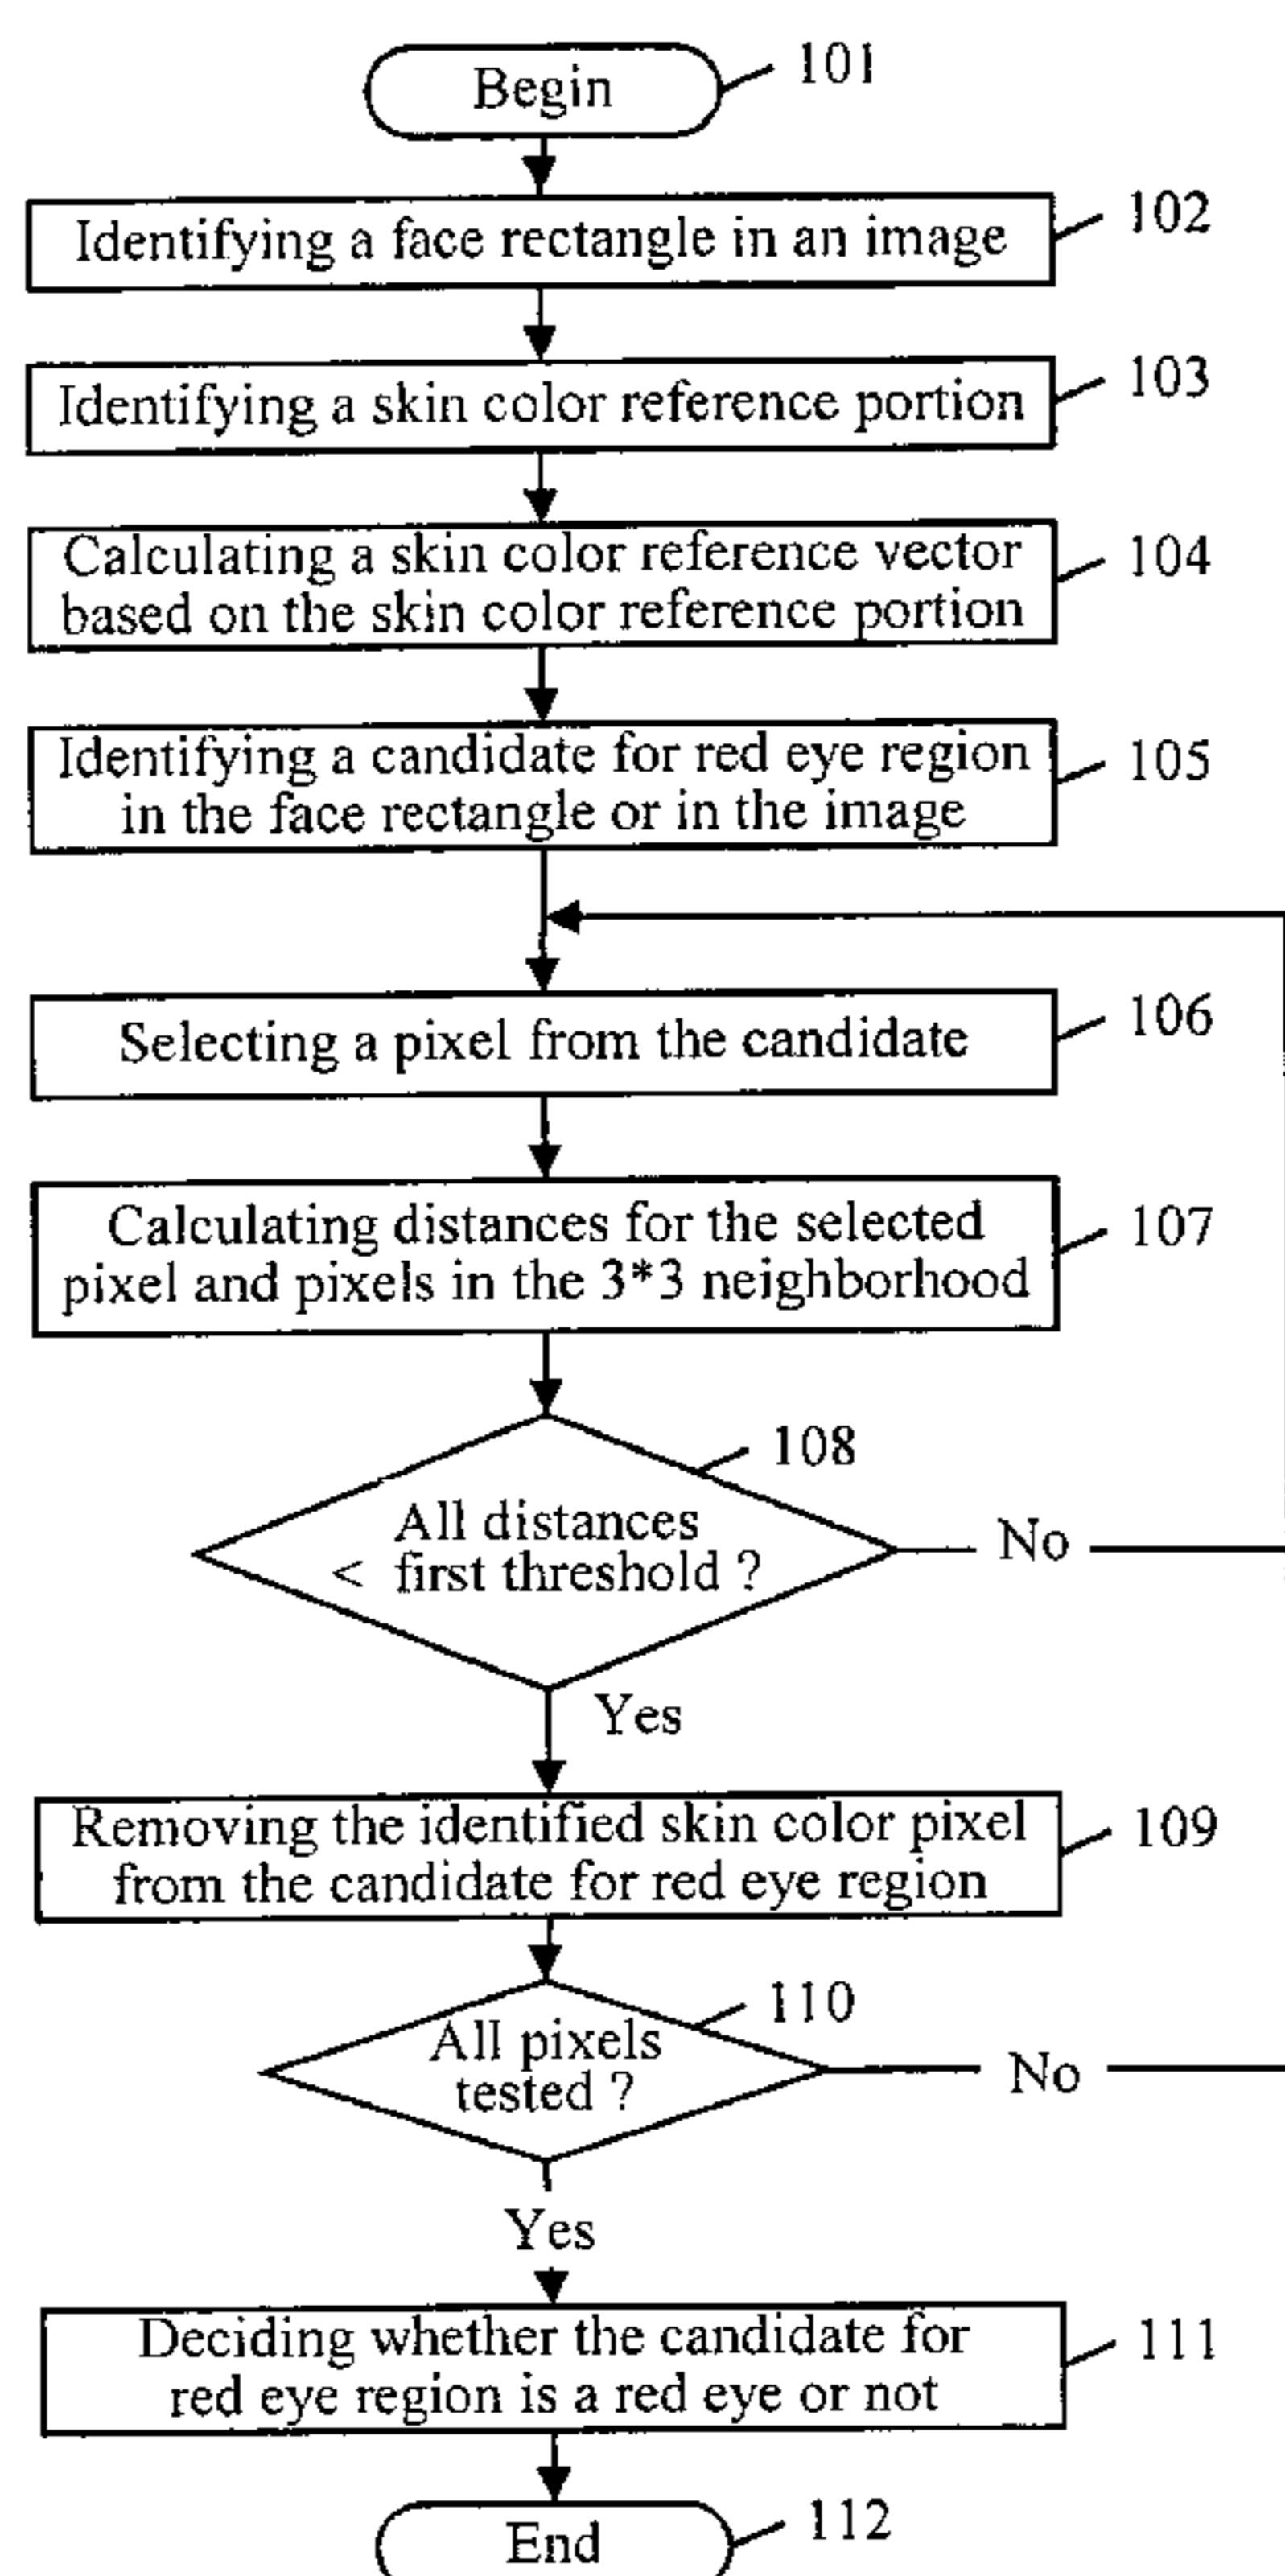 Begin
101
Identifying a face rectangle in an image
102
Identifying a skin color reference portion
103
Calculating a skin color reference vector
based on the skin color reference portion
104
Identifying a candidate for red eye region
in the face rectangle or in the image
105
Selecting a pixel from the candidate
106
Calculating distances for the selected
pixel and pixels in the 3*3 neighborhood
107
108
All distances
< first threshold ?
No
Yes
Removing the identified skin color pixel
from the candidate for red eye region
109
110
All pixels
tested ?
No
Yes
Deciding whether the candidate for
red eye region is a red eye or not
111
End
112